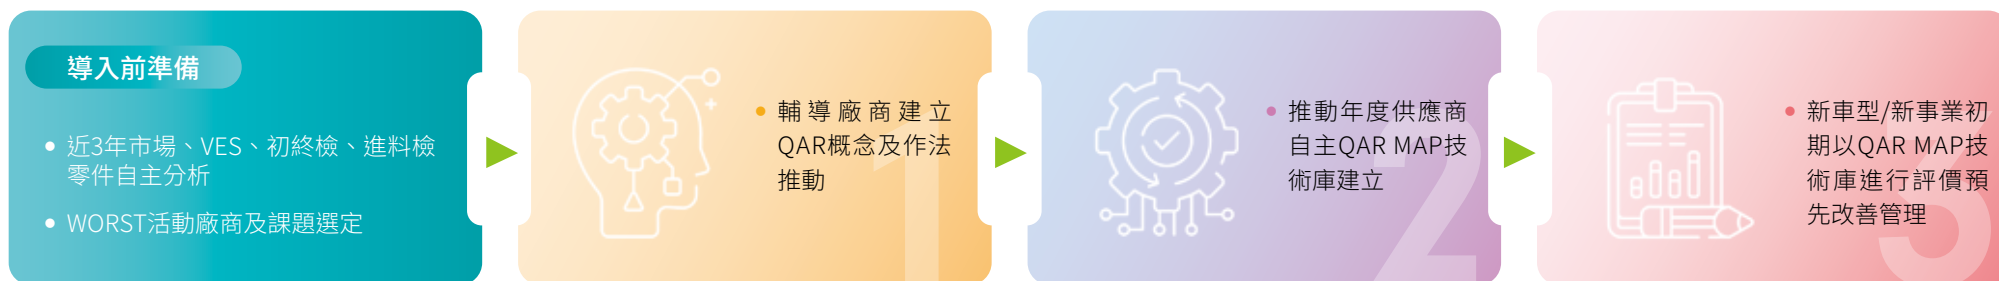 導入前準備
近3年市場、VES、初終檢、進料檢
零件自主分析
WORST活動廠商及課題選定
輔導廠商建立
QAR概念及作法
推動
1
推動年度供應商
自主QAR MAP技
術庫建立
2
新車型/新事業初
期以QAR MAP技
術庫進行評價預
先改善管理
3